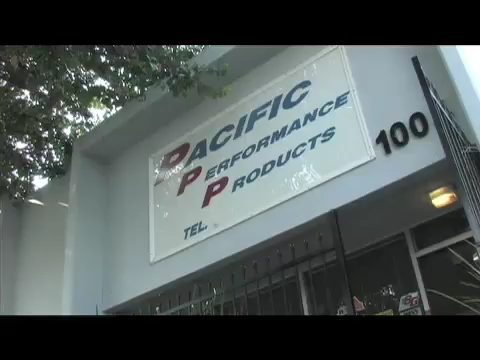 PACIFIC
PERFORMANCE
PRODUCTS
TEL.
100